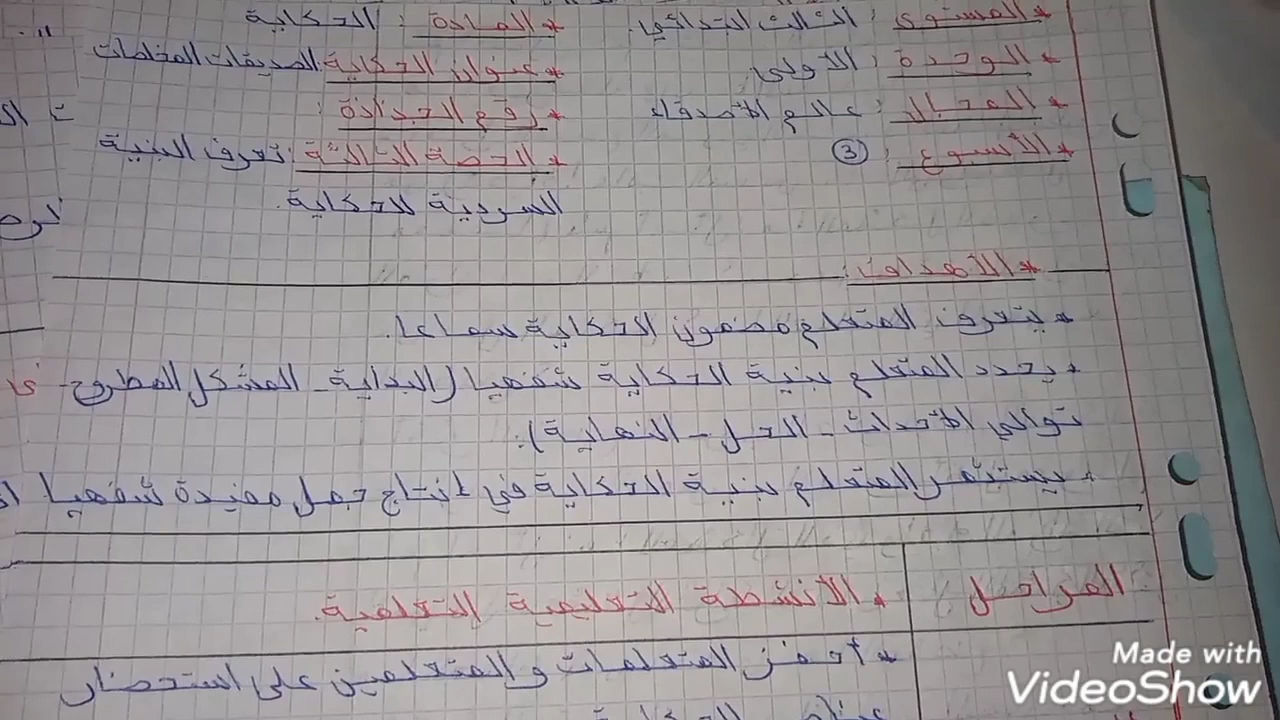 * المستوى : الثالث ابتدائي. * المادة : الحكاية
* الوحدة : الأولى * عنوان الحكاية : الصديقات المخلصات
* المجال : عالم الأصدقاء * رقم الجذاذة :
* الأسبوع : 3 * الحصة الثالثة : تعرف البنية
السردية للحكاية.
* الأهداف :
* يتعرف المتعلم مضمون الحكاية سماعا.
* يحدد المتعلم بنية الحكاية شفهيا (البداية - المشكل المطروح -
توالي الأحداث - الحل - النهاية).
* يستثمر المتعلم بنية الحكاية في إنتاج جمل مفيدة شفهيا
المراحل * الأنشطة التعليمية التعلمية.
* أحفز المتعلمات والمتعلمين على استحضار
الحكاية
Made with
VideoShow